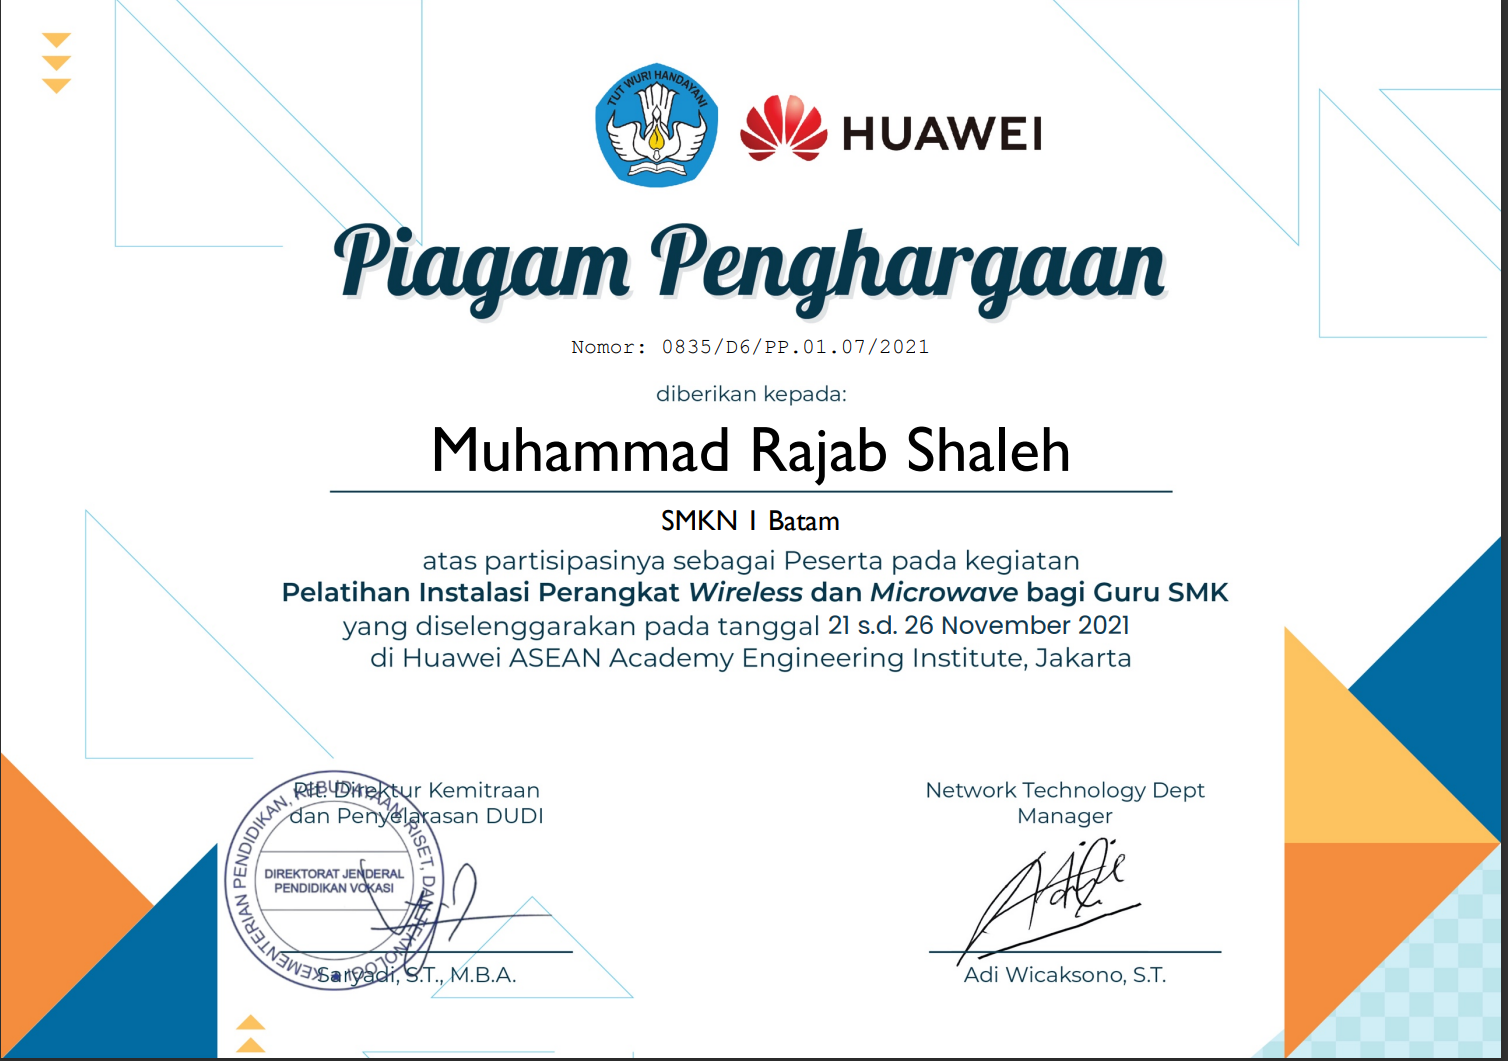 TUT WURI HANDAYANI
HUAWEI
Piagam Penghargaan
Nomor: 0835/D6/PP.01.07/2021
diberikan kepada:
Muhammad Rajab Shaleh
SMKN 1 Batam
atas partisipasinya sebagai Peserta pada kegiatan
Pelatihan Instalasi Perangkat Wireless dan Microwave bagi Guru SMK
yang diselenggarakan pada tanggal 21 s.d. 26 November 2021
di Huawei ASEAN Academy Engineering Institute, Jakarta
Plt. Direktur Kemitraan
dan Penyelarasan DUDI
KEMENTERIAN PENDIDIKAN, KEBUDAYAAN, RISET, DAN TEKNOLOGI
DIREKTORAT JENDERAL
PENDIDIKAN VOKASI
Saryadi, S.T., M.B.A.
Network Technology Dept
Manager
Adi Wicaksono, S.T.